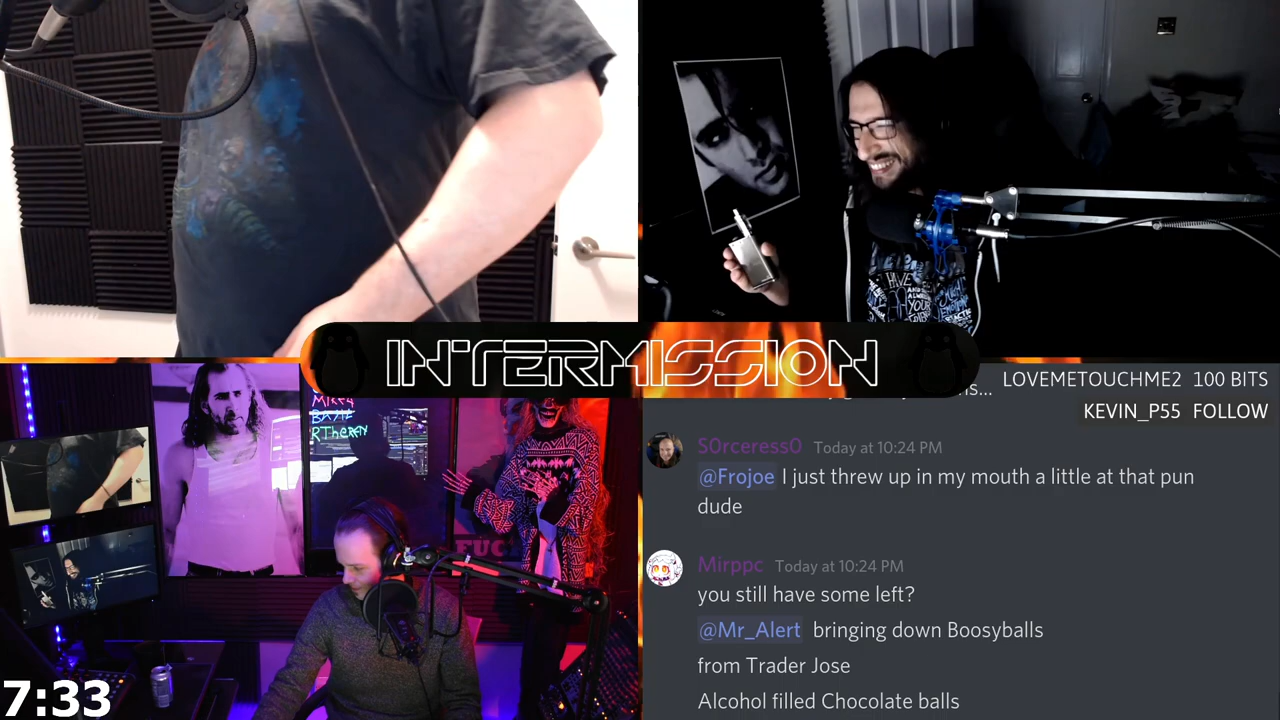 INTERMISSION
LOVEMETOUCHME2 100 BITS
KEVIN_P55 FOLLOW
S0rceress0 Today at 10:24 PM
@Frojoe I just threw up in my mouth a little at that pun
dude
Mirppc Today at 10:24 PM
you still have some left?
@Mr_Alert bringing down Boosyballs
from Trader Jose
Alcohol filled Chocolate balls
RTheren
FUC
7:33